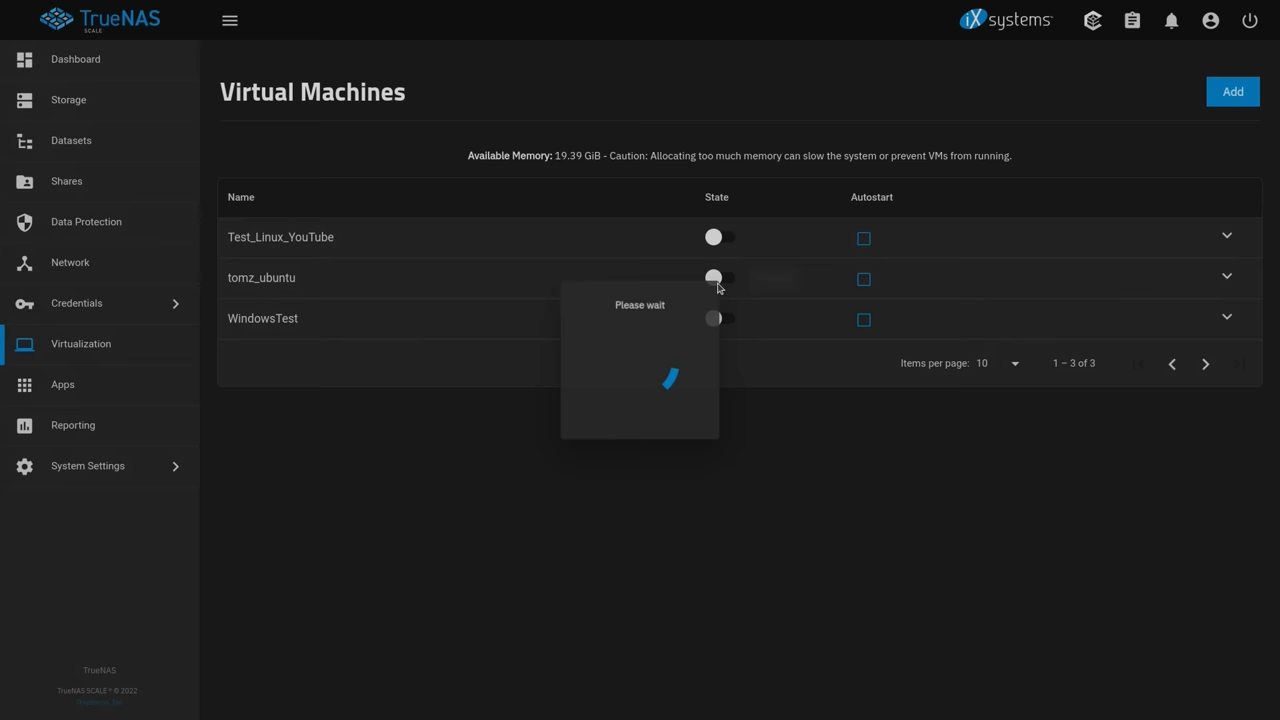 TrueNAS
SCALE
iXsystems
Dashboard
Storage
Datasets
Shares
Data Protection
Network
Credentials
Virtualization
Apps
Reporting
System Settings
TrueNAS
TrueNAS SCALE ® © 2022
Virtual Machines
Add
Available Memory: 19.39 GiB - Caution: Allocating too much memory can slow the system or prevent VMs from running.
Name State Autostart
Test_Linux_YouTube
tomz_ubuntu
WindowsTest
Please wait
Items per page: 10 1 – 3 of 3